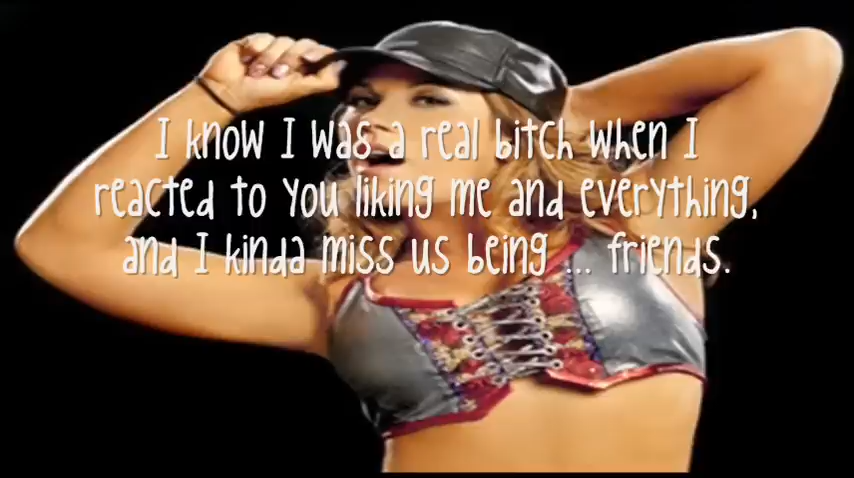 I know I was a real bitch when I
reacted to you liking me and everything,
and I kinda miss us being ... friends.